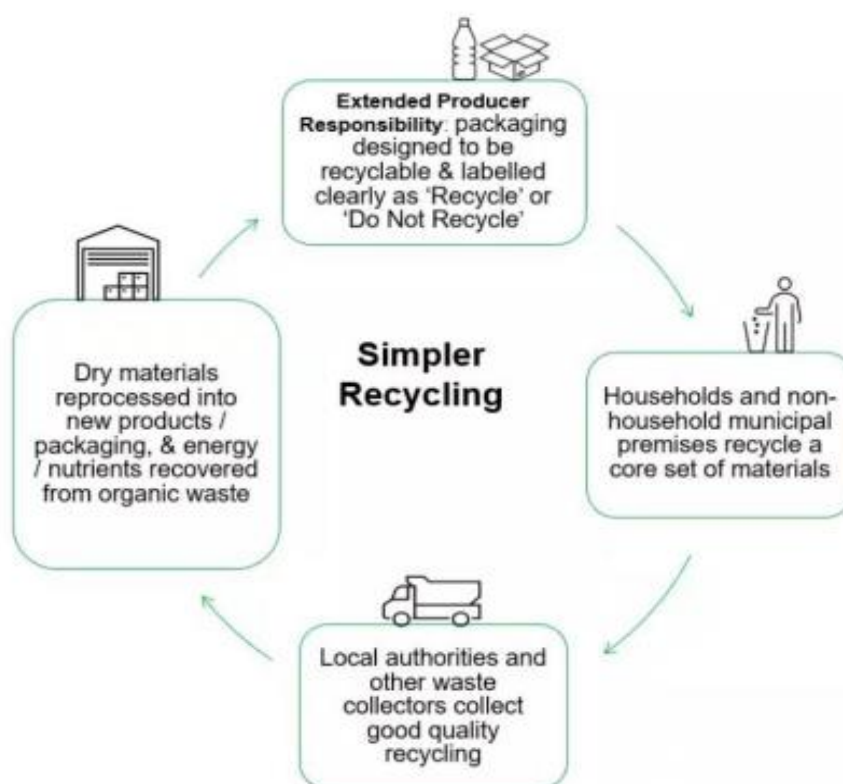 Extended Producer
Responsibility: packaging
designed to be
recyclable & labelled
clearly as ‘Recycle’ or
‘Do Not Recycle’
Simpler
Recycling
Households and non-
household municipal
premises recycle a
core set of materials
Local authorities and
other waste
collectors collect
good quality
recycling
Dry materials
reprocessed into
new products /
packaging, & energy
/ nutrients recovered
from organic waste